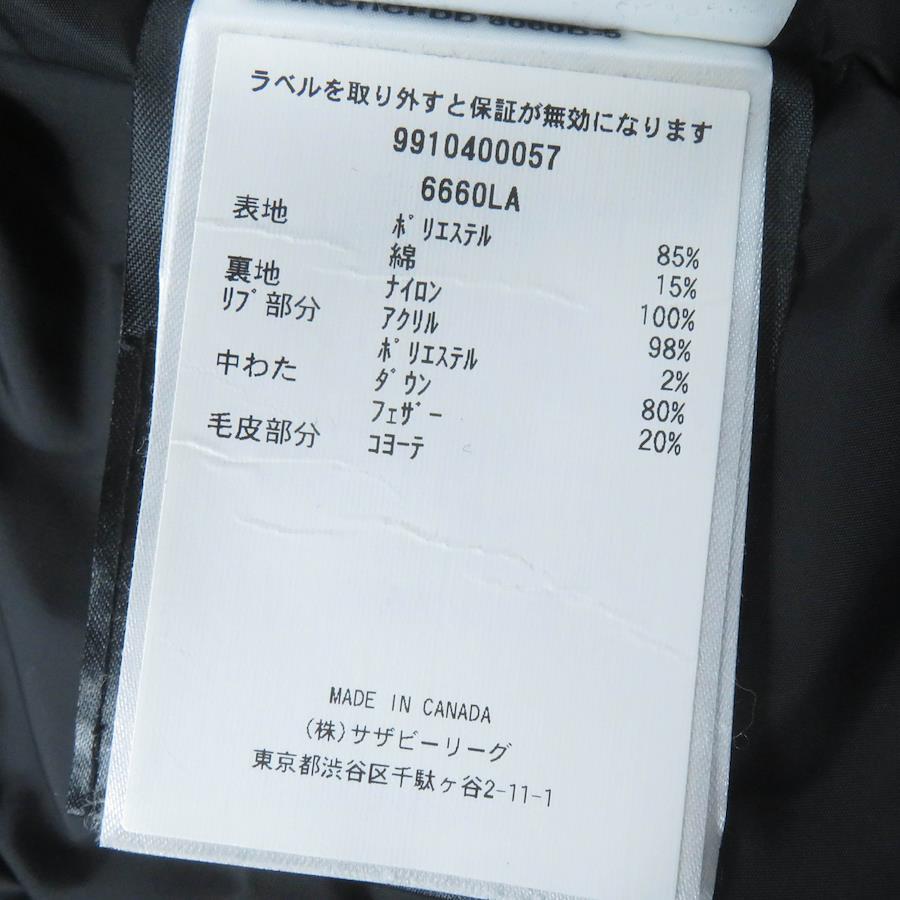 ラベルを取り外すと保証が無効になります
9910400057
6660LA
表地 ﾎﾟﾘｴｽﾃﾙ 85%
綿 15%
裏地 ﾅｲﾛﾝ 100%
ﾘﾌﾞ部分 ｱｸﾘﾙ 98%
ﾎﾟﾘｴｽﾃﾙ 2%
中わた ﾀﾞｳﾝ 80%
ﾌｪｻﾞｰ 20%
毛皮部分 ｺﾖｰﾃ
MADE IN CANADA
(株)サザビーリーグ
東京都渋谷区千駄ヶ谷2-11-1